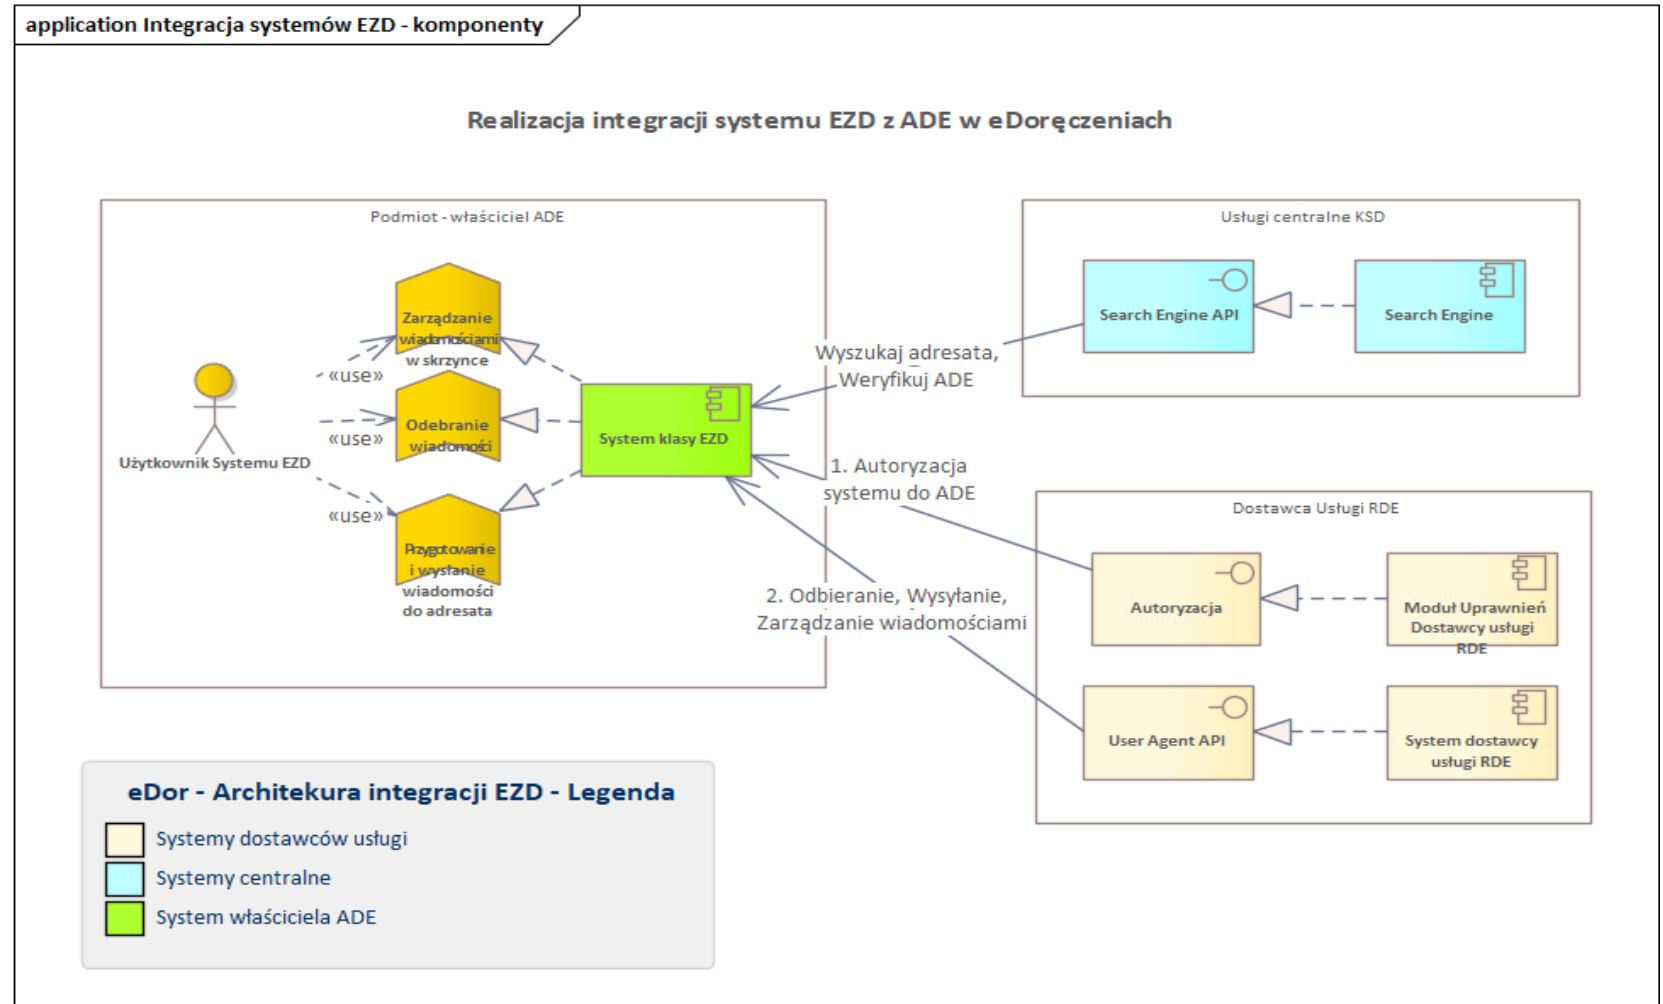 application Integracja systemów EZD - komponenty
Realizacja integracji systemu EZD z ADE w eDoręczeniach
Podmiot - właściciel ADE
Zarządzanie
wiadomościami
w skrzynce
«use»
Odebranie
wiadomości
«use»
Użytkownik Systemu EZD
«use»
Przygotowanie
i wysłanie
wiadomości
do adresata
System klasy EZD
Wyszukaj adresata,
Weryfikuj ADE
1. Autoryzacja
systemu do ADE
2. Odbieranie, Wysyłanie,
Zarządzanie wiadomościami
Usługi centralne KSD
Search Engine API
Search Engine
Dostawca Usługi RDE
Autoryzacja
Moduł Uprawnień
Dostawcy usługi
RDE
User Agent API
System dostawcy
usługi RDE
eDor - Architekura integracji EZD - Legenda
Systemy dostawców usługi
Systemy centralne
System właściciela ADE